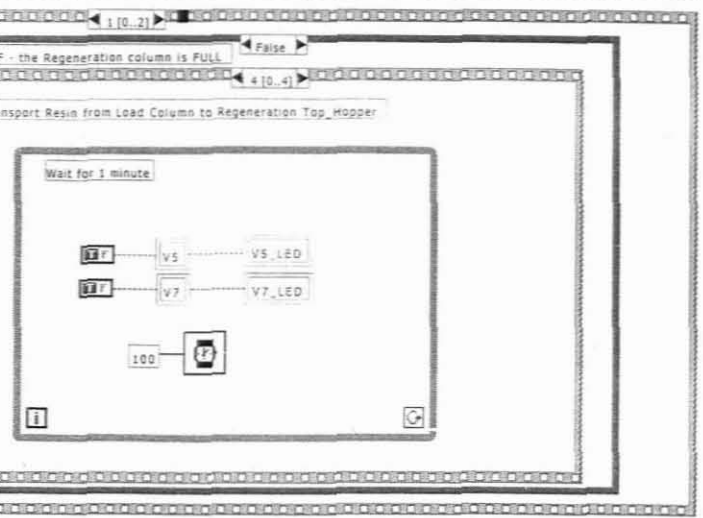 1 [0..2]
F - the Regeneration column is FULL
False
4 [0..4]
nsport Resin from Load Column to Regeneration Top_Hopper
Wait for 1 minute
T F
V5
V5_LED
T F
V7
V7_LED
100
i